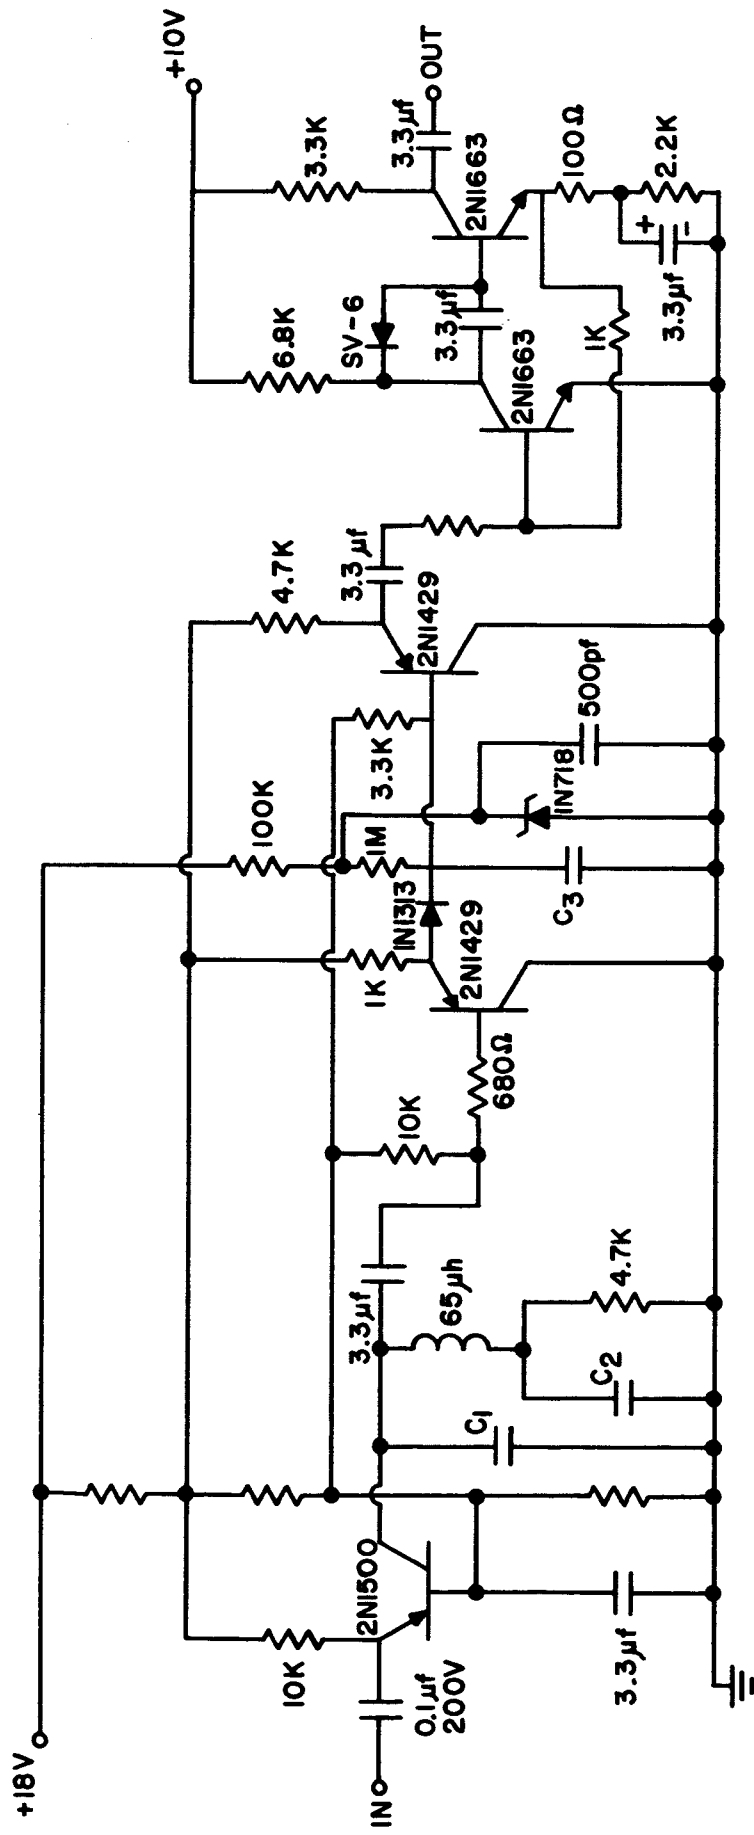 +18V
+10V
IN
0.1µf
200V
10K
2N1500
3.3µf
C1
C2
65µh
4.7K
3.3µf
10K
680Ω
1K
1N1313
2N1429
100K
1M
C3
3.3K
1N718
500pf
4.7K
2N1429
3.3µf
6.8K
SV-6
3.3µf
2N1663
1K
3.3K
3.3µf
OUT
2N1663
100Ω
2.2K
+
-
3.3µf